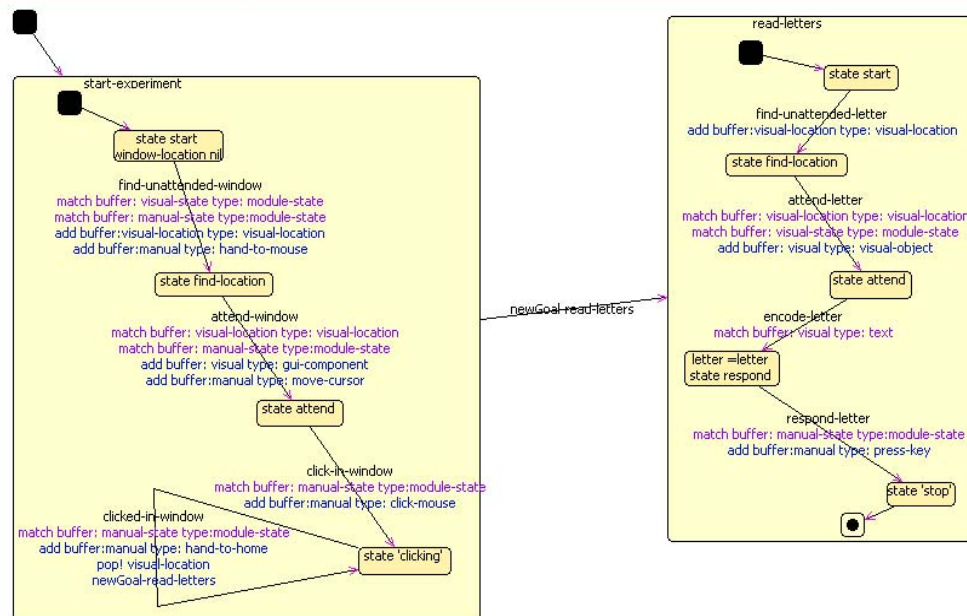 start-experiment
state start
window-location nil
find-unattended-window
match buffer: visual-state type: module-state
match buffer: manual-state type:module-state
add buffer:visual-location type: visual-location
add buffer:manual type: hand-to-mouse
state find-location
attend-window
match buffer: visual-location type: visual-location
match buffer: manual-state type:module-state
add buffer: visual type: gui-component
add buffer:manual type: move-cursor
state attend
click-in-window
match buffer: manual-state type:module-state
add buffer:manual type: click-mouse
clicked-in-window
match buffer: manual-state type:module-state
add buffer:manual type: hand-to-home
pop! visual-location
newGoal-read-letters
state 'clicking'
newGoal-read-letters
read-letters
state start
find-unattended-letter
add buffer:visual-location type: visual-location
state find-location
attend-letter
match buffer: visual-location type: visual-location
match buffer: visual-state type: module-state
add buffer: visual type: visual-object
state attend
encode-letter
match buffer: visual type: text
letter =letter
state respond
respond-letter
match buffer: manual-state type:module-state
add buffer:manual type: press-key
state 'stop'